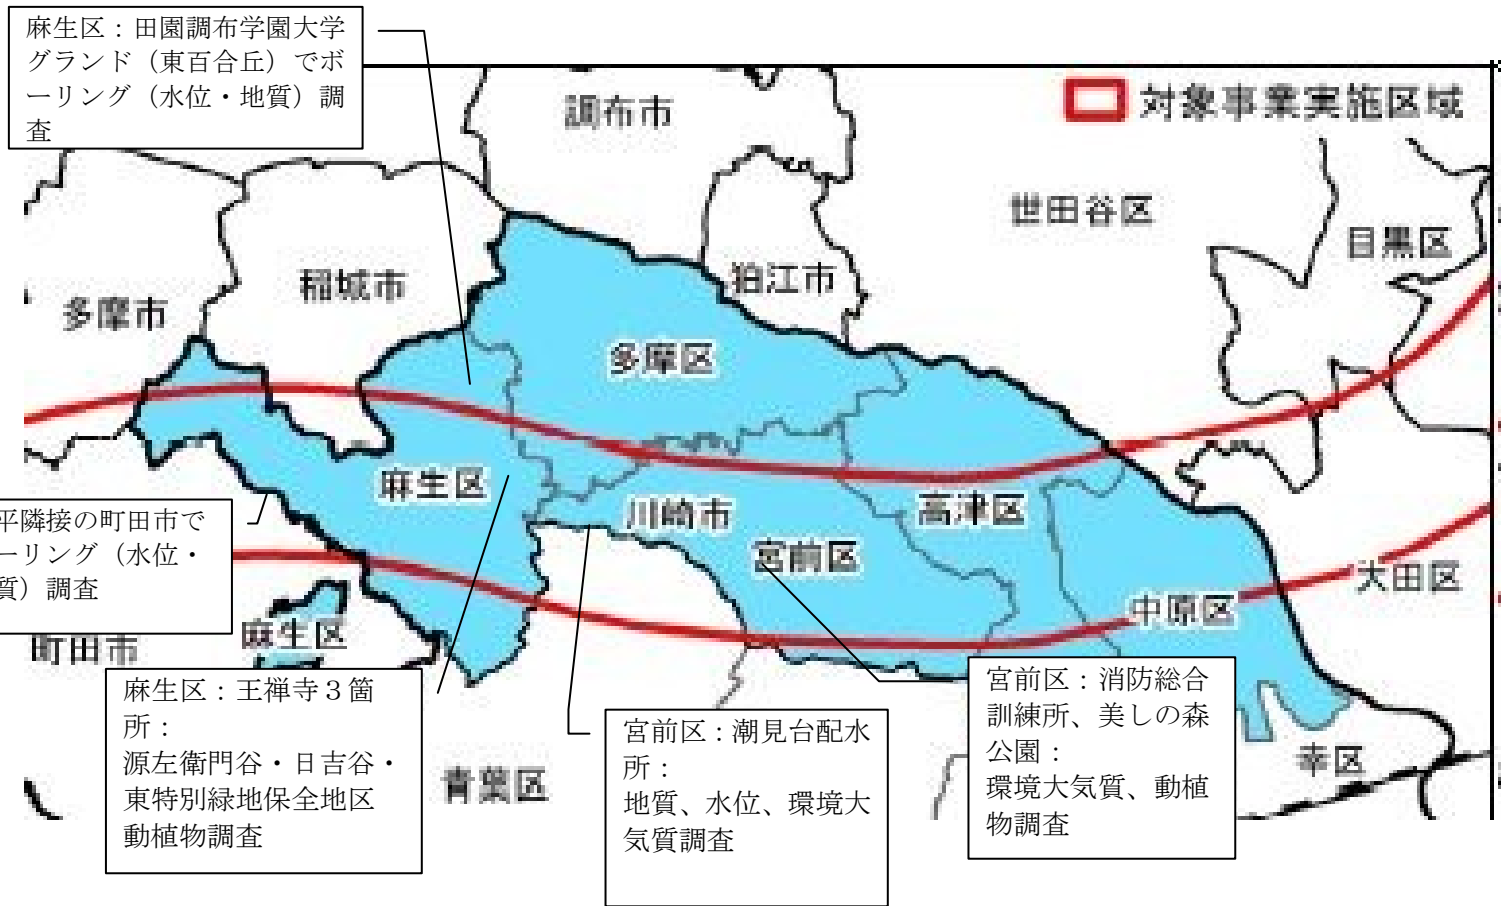 麻生区：田園調布学園大学
グランド（東百合丘）でボ
ーリング（水位・地質）調
査
対象事業実施区域
調布市
世田谷区
目黒区
狛江市
稲城市
多摩市
多摩区
麻生区
川崎市
高津区
宮前区
平隣接の町田市で
ーリング（水位・
質）調査
大田区
中原区
町田市
麻生区
麻生区：王禅寺３箇
所：
源左衛門谷・日吉谷・
東特別緑地保全地区
動植物調査
青葉区
宮前区：潮見台配水
所：
地質、水位、環境大
気質調査
宮前区：消防総合
訓練所、美しの森
公園：
環境大気質、動植
物調査
幸区